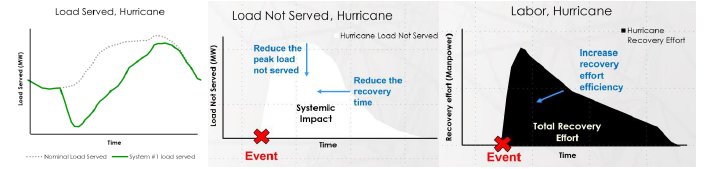 Load Served, Hurricane
Load Served (MW)
Time
Nominal Load Served
System #1 load served
Load Not Served, Hurricane
Hurricane Load Not Served
Reduce the
peak load
not served
Reduce the
recovery
time
Systemic
Impact
Load Not Served (MW)
Time
Event
Labor, Hurricane
Hurricane
Recovery Effort
Increase
recovery
effort
efficiency
Total Recovery
Effort
Recovery effort (Manpower)
Time
Event